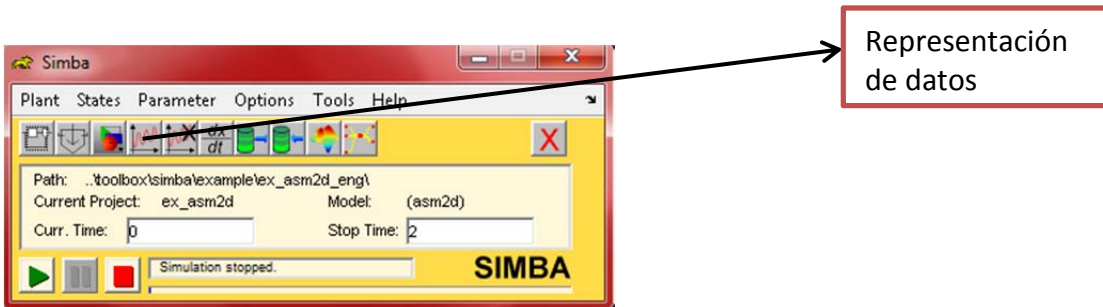 Representación
de datos
Simba
Plant States Parameter Options Tools Help
dx
dt
Path: ..\toolbox\simba\example\ex_asm2d_eng\
Current Project: ex_asm2d Model: (asm2d)
Curr. Time: 0 Stop Time: 2
Simulation stopped.
SIMBA